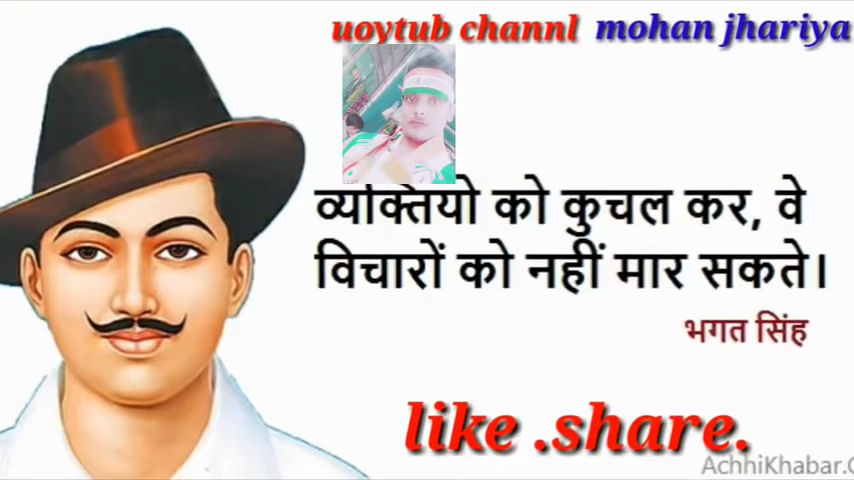 uoytub channl mohan jhariya
व्यक्तियो को कुचल कर, वे
विचारों को नहीं मार सकते।
भगत सिंह
like .share.
AchhiKhabar.